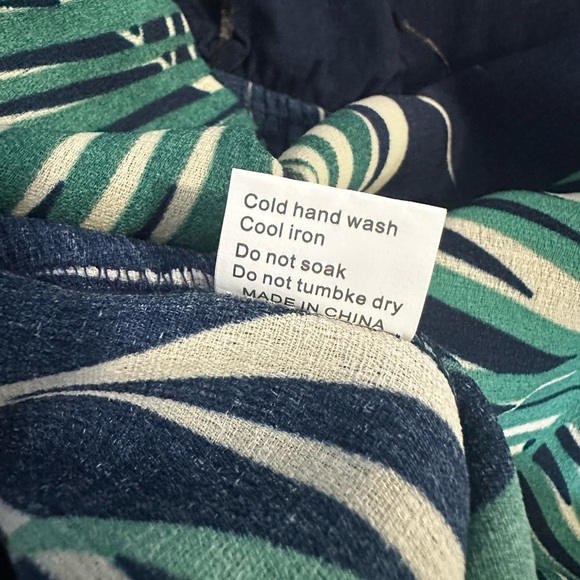 Cold hand wash
Cool iron
Do not soak
Do not tumbke dry
MADE IN CHINA